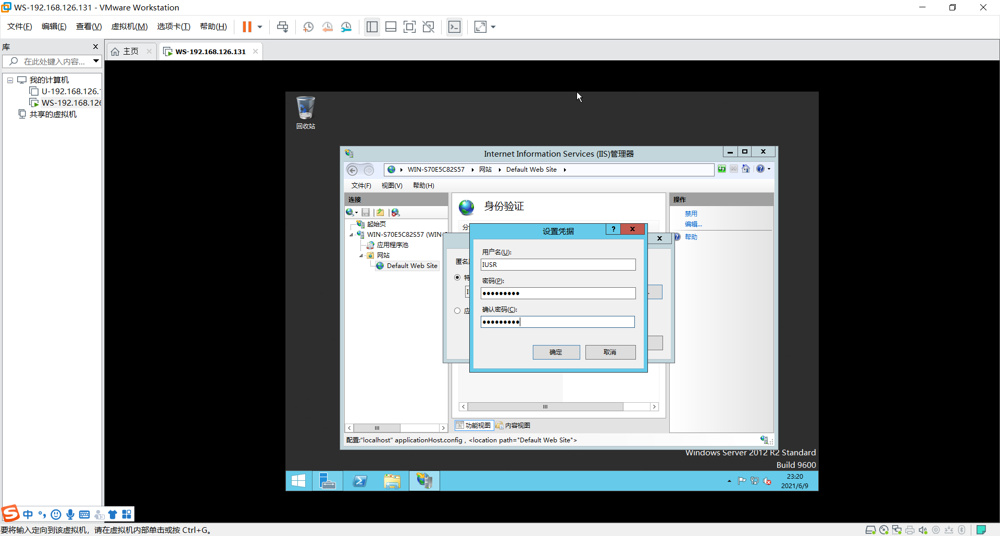 WS-192.168.126.131 - VMware Workstation
文件(F) 编辑(E) 查看(V) 虚拟机(M) 选项卡(T) 帮助(H)
库
主页
WS-192.168.126.131
在此处键入内容...
我的计算机
U-192.168.126.
WS-192.168.126
共享的虚拟机
回收站
Internet Information Services (IIS)管理器
WIN-S70E5C82S57 网站 Default Web Site
文件(F) 视图(V) 帮助(H)
连接
起始页
WIN-S70E5C82S57 (WIN-
应用程序池
网站
Default Web Site
身份验证
分
匿名
特
应
设置凭据
用户名(U):
IUSR
密码(P):
●●●●●●●●●
确认密码(C):
●●●●●●●●●
确定 取消
功能视图 内容视图
操作
禁用
编辑...
帮助
配置:"localhost" applicationHost.config , <location path="Default Web Site">
Windows Server 2012 R2 Standard
Build 9600
23:20
2021/6/9
中
要将输入定向到该虚拟机，请在虚拟机内部单击或按 Ctrl+G。